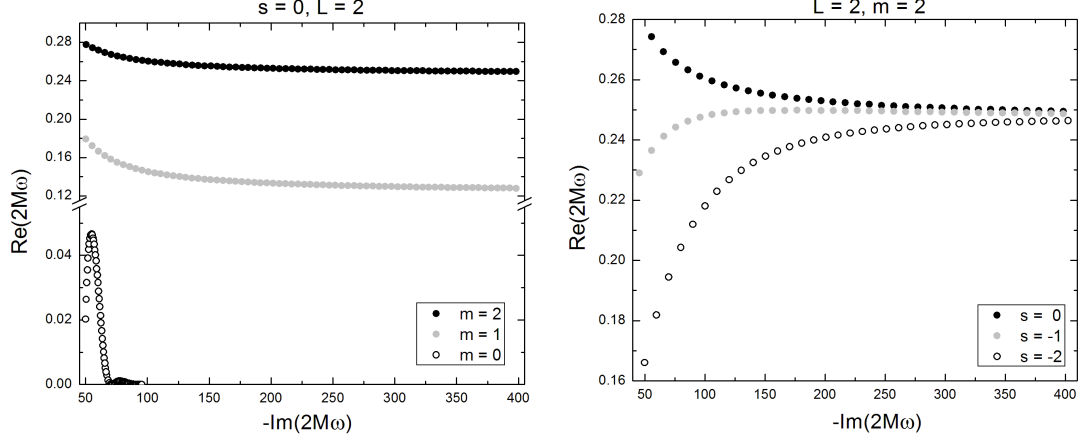 s = 0, L = 2
Re(2Mω)
0.28
0.24
0.20
0.16
0.12
0.04
0.00
m = 2
m = 1
m = 0
50 100 150 200 250 300 350 400
-Im(2Mω)
L = 2, m = 2
Re(2Mω)
0.28
0.26
0.24
0.22
0.20
0.18
0.16
s = 0
s = -1
s = -2
50 100 150 200 250 300 350 400
-Im(2Mω)